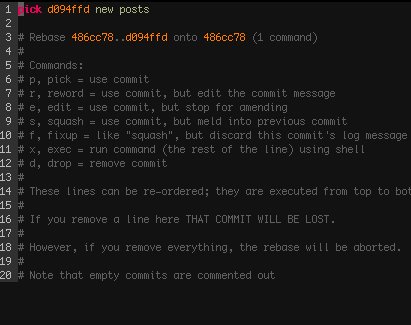 1 pick d094ffd new posts
2
3 # Rebase 486cc78..d094ffd onto 486cc78 (1 command)
4 #
5 # Commands:
6 # p, pick = use commit
7 # r, reword = use commit, but edit the commit message
8 # e, edit = use commit, but stop for amending
9 # s, squash = use commit, but meld into previous commit
10 # f, fixup = like "squash", but discard this commit's log message
11 # x, exec = run command (the rest of the line) using shell
12 # d, drop = remove commit
13 #
14 # These lines can be re-ordered; they are executed from top to bot
15 #
16 # If you remove a line here THAT COMMIT WILL BE LOST.
17 #
18 # However, if you remove everything, the rebase will be aborted.
19 #
20 # Note that empty commits are commented out